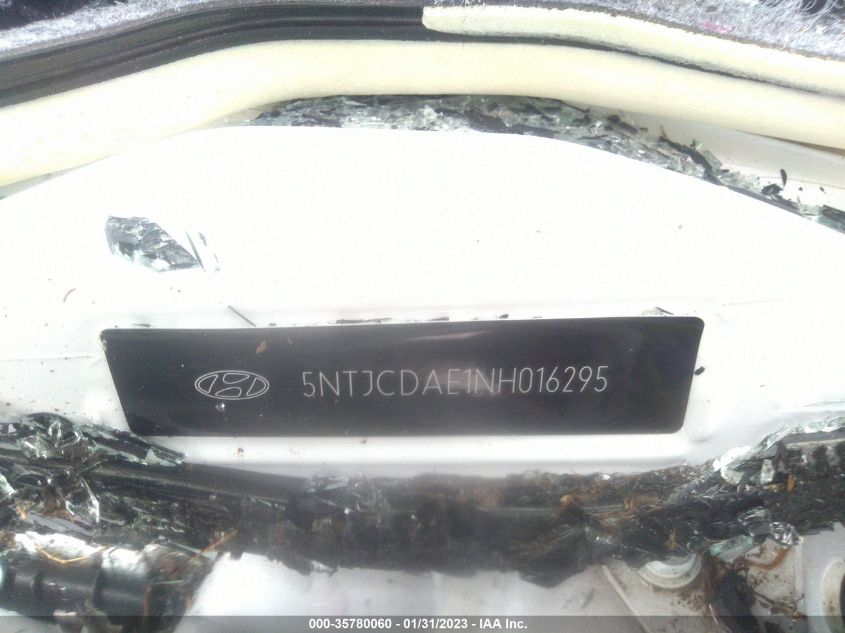 5NTJCDAE1NH016295
000-35780060 - 01/31/2023 - IAA Inc.